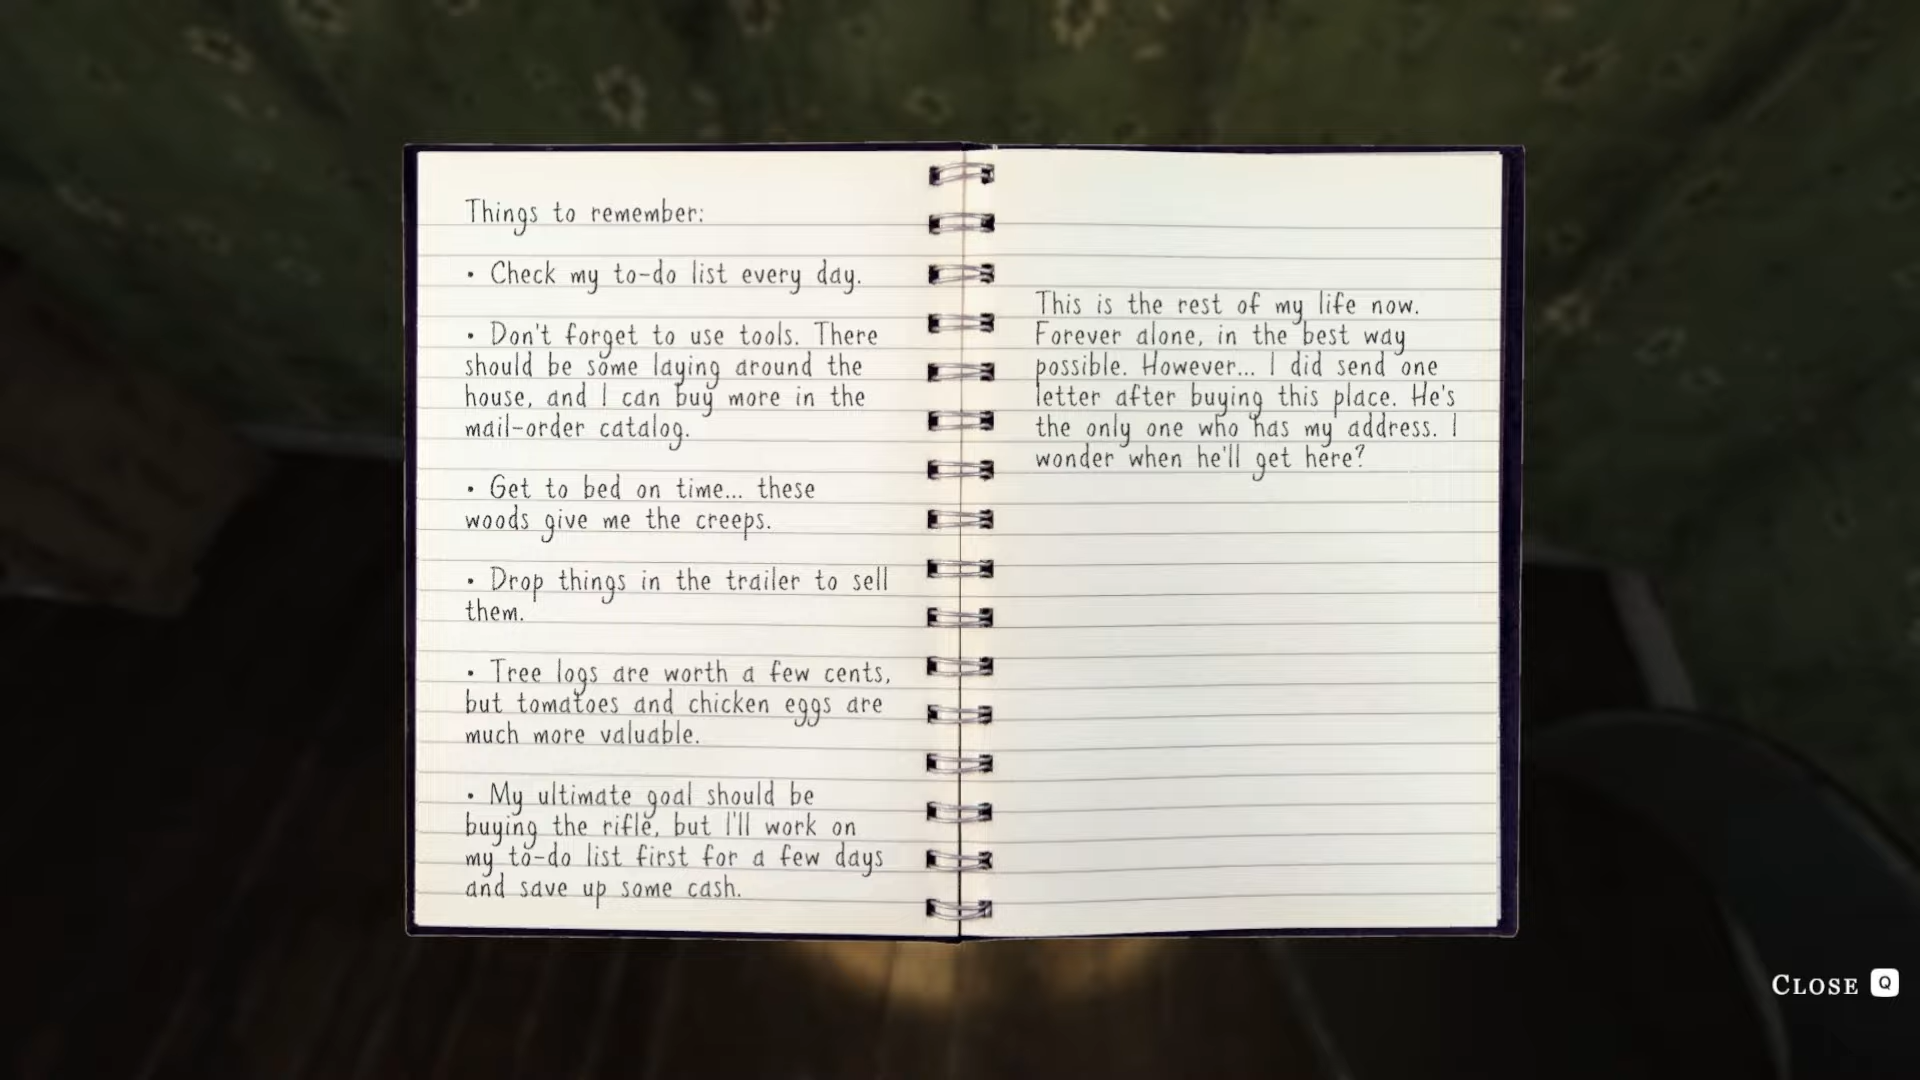 Things to remember:
• Check my to-do list every day.
• Don't forget to use tools. There
should be some laying around the
house, and I can buy more in the
mail-order catalog.
• Get to bed on time... these
woods give me the creeps.
• Drop things in the trailer to sell
them.
• Tree logs are worth a few cents,
but tomatoes and chicken eggs are
much more valuable.
• My ultimate goal should be
buying the rifle, but I'll work on
my to-do list first for a few days
and save up some cash.
This is the rest of my life now.
Forever alone, in the best way
possible. However... I did send one
letter after buying this place. He's
the only one who has my address. I
wonder when he'll get here?
CLOSE Q